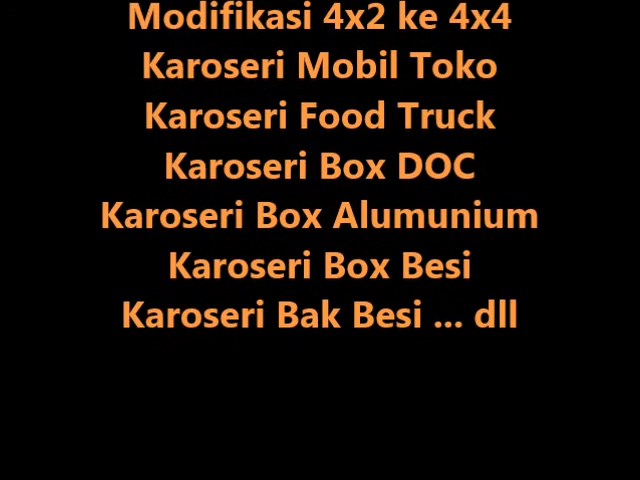 Modifikasi 4x2 ke 4x4
Karoseri Mobil Toko
Karoseri Food Truck
Karoseri Box DOC
Karoseri Box Alumunium
Karoseri Box Besi
Karoseri Bak Besi ... dll